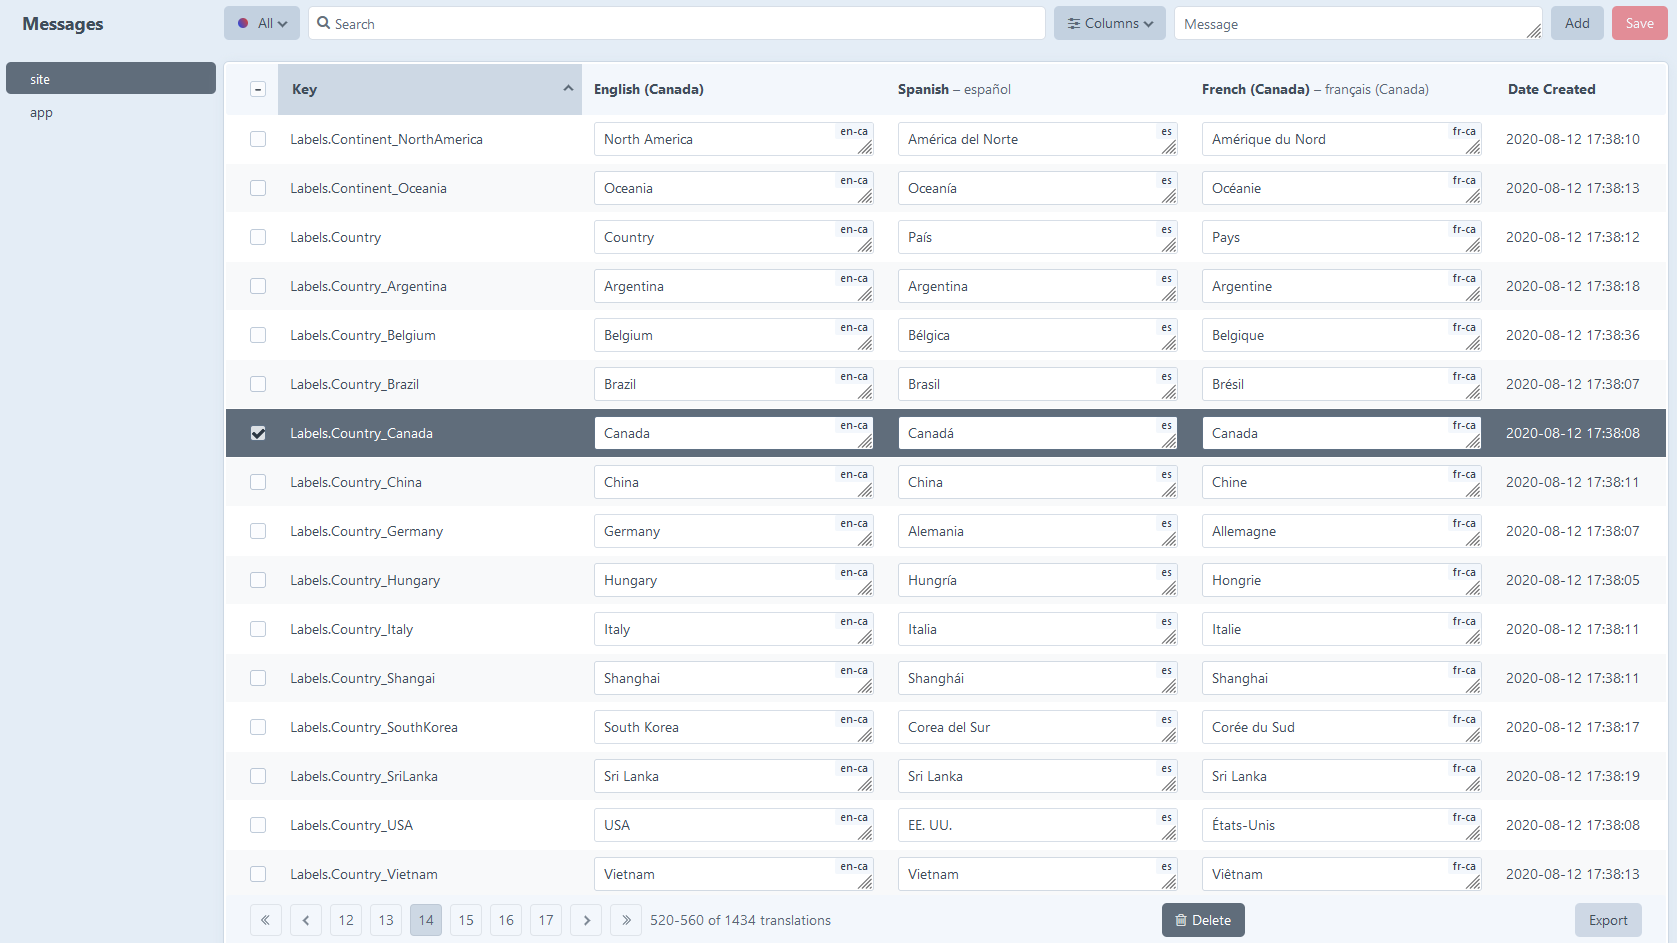 Messages
All
Search
Columns
Message
Add
Save
site
app
Key English (Canada) Spanish – español French (Canada) – français (Canada) Date Created
Labels.Continent_NorthAmerica North America en-ca América del Norte es Amérique du Nord fr-ca 2020-08-12 17:38:10
Labels.Continent_Oceania Oceania en-ca Oceanía es Océanie fr-ca 2020-08-12 17:38:13
Labels.Country Country en-ca País es Pays fr-ca 2020-08-12 17:38:12
Labels.Country_Argentina Argentina en-ca Argentina es Argentine fr-ca 2020-08-12 17:38:18
Labels.Country_Belgium Belgium en-ca Bélgica es Belgique fr-ca 2020-08-12 17:38:36
Labels.Country_Brazil Brazil en-ca Brasil es Brésil fr-ca 2020-08-12 17:38:07
Labels.Country_Canada Canada en-ca Canadá es Canada fr-ca 2020-08-12 17:38:08
Labels.Country_China China en-ca China es Chine fr-ca 2020-08-12 17:38:11
Labels.Country_Germany Germany en-ca Alemania es Allemagne fr-ca 2020-08-12 17:38:07
Labels.Country_Hungary Hungary en-ca Hungría es Hongrie fr-ca 2020-08-12 17:38:05
Labels.Country_Italy Italy en-ca Italia es Italie fr-ca 2020-08-12 17:38:11
Labels.Country_Shangai Shanghai en-ca Shanghái es Shanghai fr-ca 2020-08-12 17:38:11
Labels.Country_SouthKorea South Korea en-ca Corea del Sur es Corée du Sud fr-ca 2020-08-12 17:38:17
Labels.Country_SriLanka Sri Lanka en-ca Sri Lanka es Sri Lanka fr-ca 2020-08-12 17:38:19
Labels.Country_USA USA en-ca EE. UU. es États-Unis fr-ca 2020-08-12 17:38:08
Labels.Country_Vietnam Vietnam en-ca Vietnam es Viêtnam fr-ca 2020-08-12 17:38:13
« ‹ 12 13 14 15 16 17 › » 520-560 of 1434 translations Delete Export